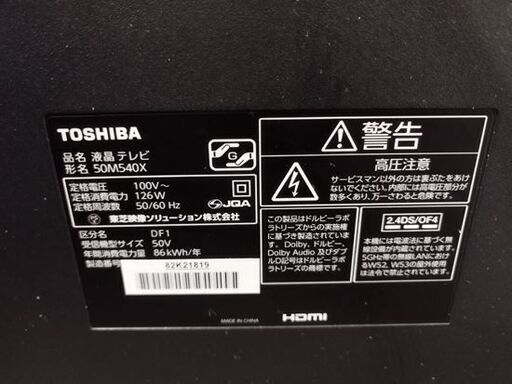 TOSHIBA
品名 液晶テレビ
形名 50M540X
定格電圧 100V～
定格消費電力 126W
定格周波数 50/60 Hz
JQA
東芝映像ソリューション株式会社
区分名 DF1
受信機型サイズ 50V
年間消費電力量 86kWh/年
製造番号 82K21819
警告
高圧注意
サービスマン以外の方は裏ぶたをあけ
ないでください。内部には高電圧部分が
数多くあり、万一さわると危険です。
この製品はドルビーラボ
ラトリーズからの実施権
に基づき製造されていま
す。Dolby、ドルビー、
Dolby Audio 及びダブ
ルD記号はドルビーラボ
ラトリーズの商標です。
2.4DS/OF4
本機には電波法に基づく無
線設備が内蔵されています。
5GHz帯の無線LANにおけ
るW52、W53の屋外使用
は法令で禁止されています。
MADE IN CHINA
HDMI